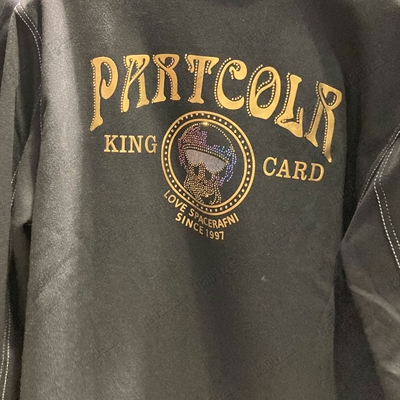 PARTCOLR
KING CARD
LOVE SPACERAFNI
SINCE 1997